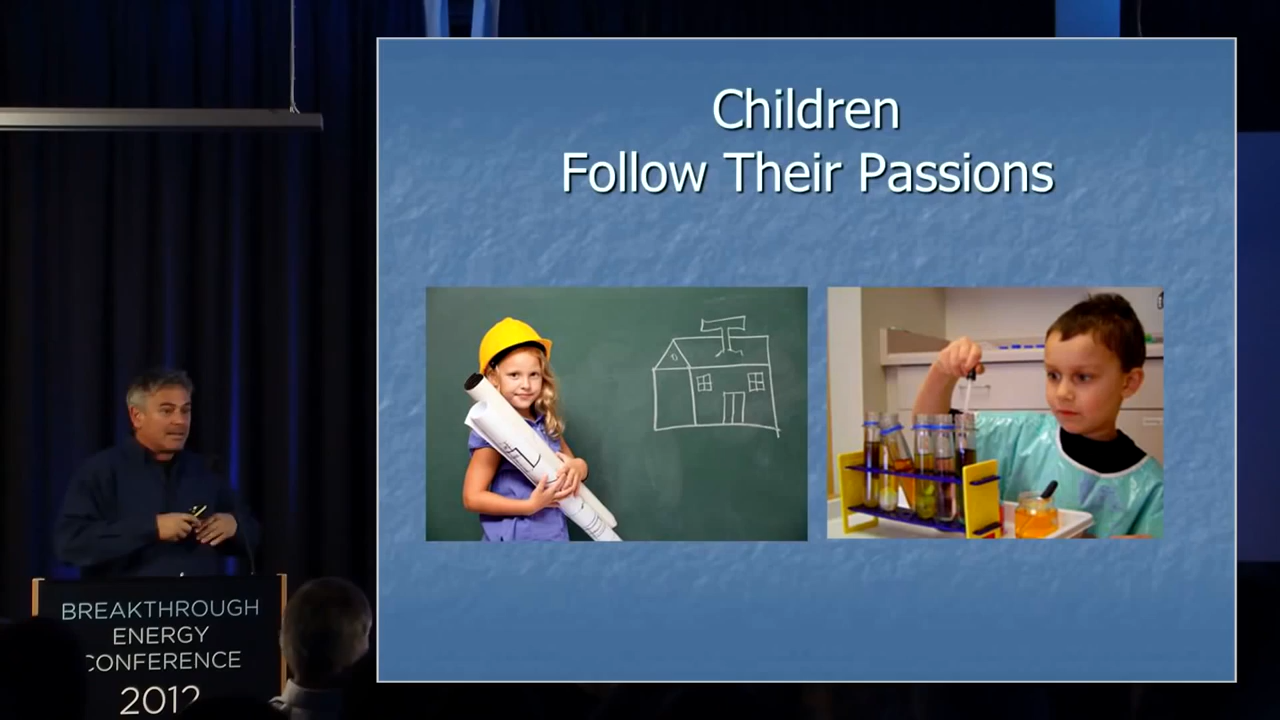 Children
Follow Their Passions
BREAKTHROUGH
ENERGY
CONFERENCE
2012